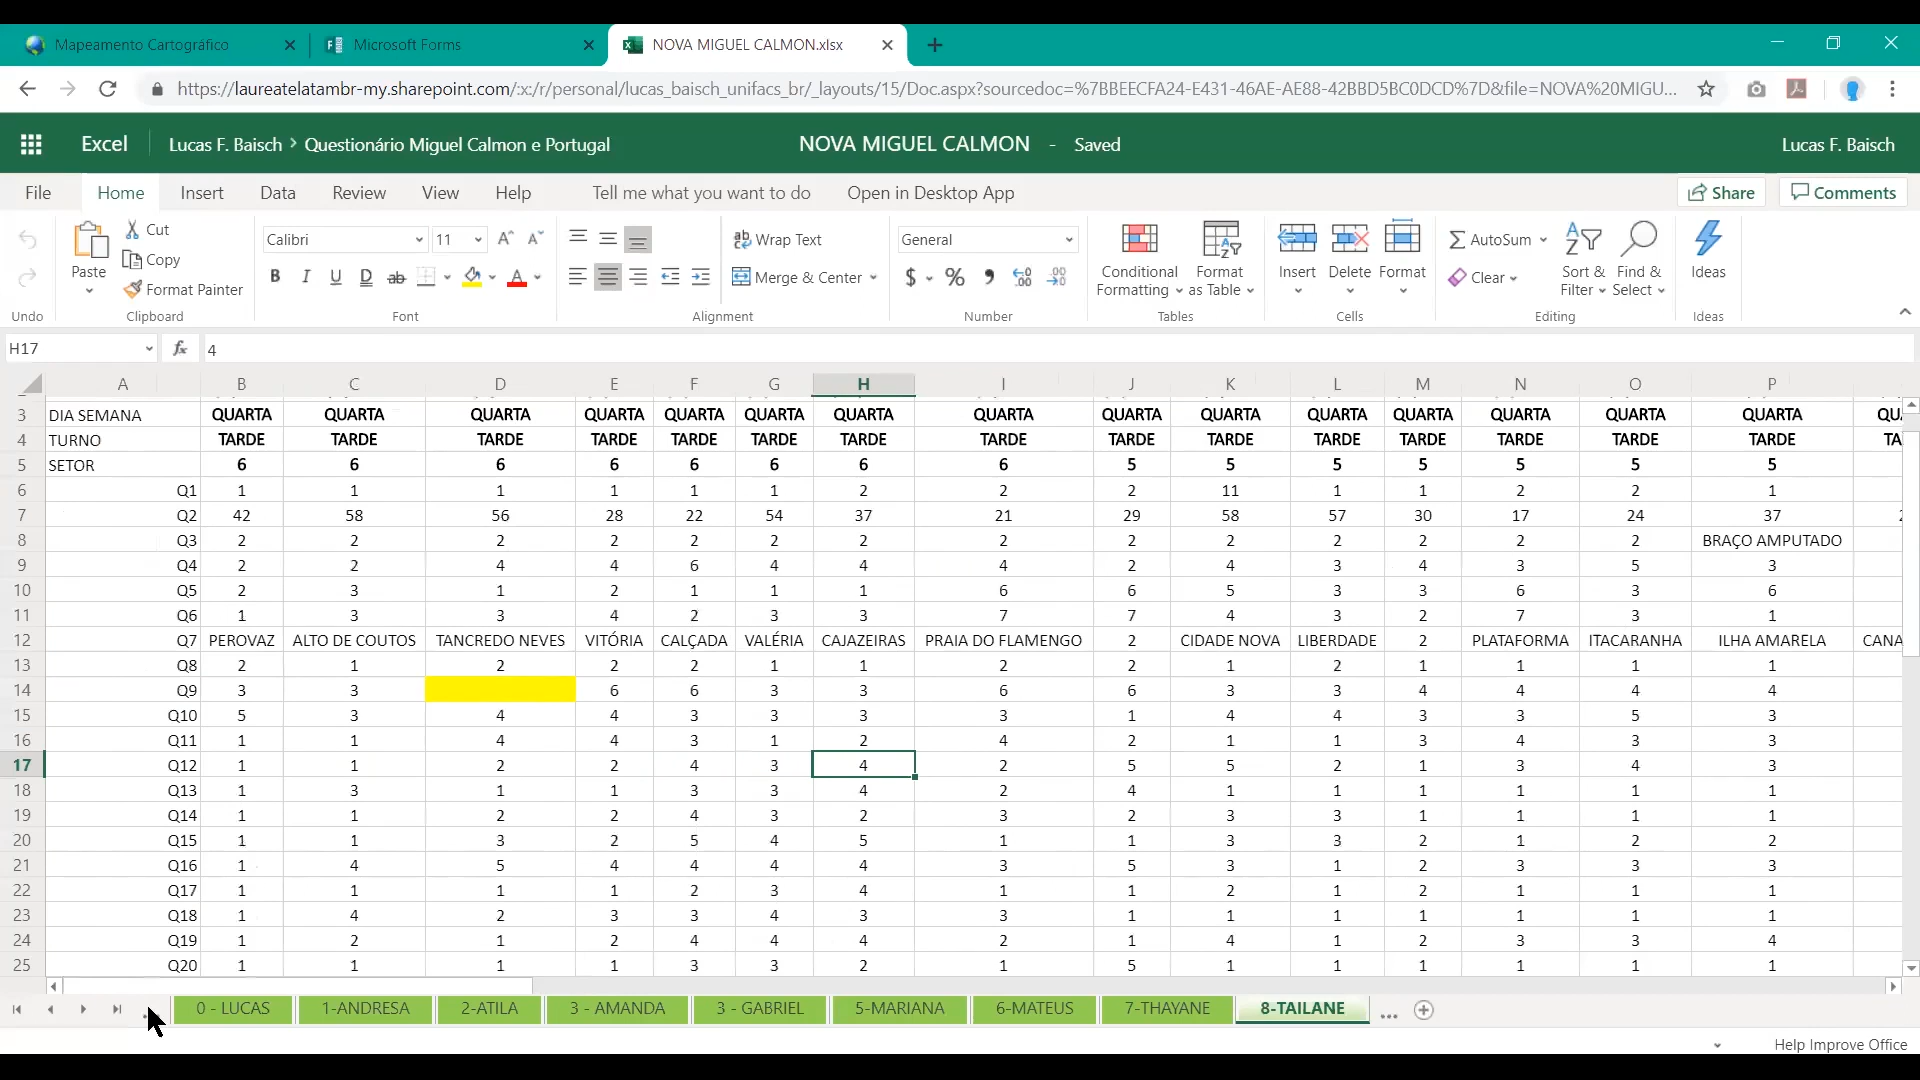 Mapeamento Cartográfico
Microsoft Forms
NOVA MIGUEL CALMON.xlsx
https://laureatelatambr-my.sharepoint.com/:x:/r/personal/lucas_baisch_unifacs_br/_layouts/15/Doc.aspx?sourcedoc=%7BBEECFA24-E431-46AE-AE88-42BBD5BC0DCD%7D&file=NOVA%20MIGU...
Excel Lucas F. Baisch > Questionário Miguel Calmon e Portugal NOVA MIGUEL CALMON - Saved Lucas F. Baisch
File Home Insert Data Review View Help Tell me what you want to do Open in Desktop App Share Comments
Cut Calibri 11 Wrap Text General AutoSum
Paste Copy Conditional Formatting Format as Table Insert Delete Format Sort & Filter Find & Select Ideas
Format Painter B I U D ab A Merge & Center $ % Clear
Undo Clipboard Font Alignment Number Tables Cells Editing Ideas
H17 fx 4
A B C D E F G H I J K L M N O P
3 DIA SEMANA QUARTA QUARTA QUARTA QUARTA QUARTA QUARTA QUARTA QUARTA QUARTA QUARTA QUARTA QUARTA QUARTA QUARTA QUARTA QU
4 TURNO TARDE TARDE TARDE TARDE TARDE TARDE TARDE TARDE TARDE TARDE TARDE TARDE TARDE TARDE TARDE TA
5 SETOR 6 6 6 6 6 6 6 6 5 5 5 5 5 5 5
6 Q1 1 1 1 1 1 1 2 2 2 11 1 1 2 2 1
7 Q2 42 58 56 28 22 54 37 21 29 58 57 30 17 24 37
8 Q3 2 2 2 2 2 2 2 2 2 2 2 2 2 2 BRAÇO AMPUTADO
9 Q4 2 2 4 4 6 4 4 4 2 4 3 4 3 5 3
10 Q5 2 3 1 2 1 1 1 6 6 5 3 3 6 3 6
11 Q6 1 3 3 4 2 3 3 7 7 4 3 2 7 3 1
12 Q7 PEROVAZ ALTO DE COUTOS TANCREDO NEVES VITÓRIA CALÇADA VALÉRIA CAJAZEIRAS PRAIA DO FLAMENGO 2 CIDADE NOVA LIBERDADE 2 PLATAFORMA ITACARANHA ILHA AMARELA CANA
13 Q8 2 1 2 2 2 1 1 2 2 1 2 1 1 1 1
14 Q9 3 3 6 6 3 3 6 6 3 3 4 4 4 4
15 Q10 5 3 4 4 3 3 3 3 1 4 4 3 3 5 3
16 Q11 1 1 4 4 3 1 2 4 2 1 1 3 4 3 3
17 Q12 1 1 2 2 4 3 4 2 5 5 2 1 3 4 3
18 Q13 1 3 1 1 3 3 4 2 4 1 1 1 1 1 1
19 Q14 1 1 2 2 4 3 2 3 2 3 3 1 1 1 1
20 Q15 1 1 3 2 5 4 5 1 1 3 3 2 1 2 2
21 Q16 1 4 5 4 4 4 4 3 5 3 1 2 3 3 3
22 Q17 1 1 1 1 2 3 4 1 1 2 1 2 1 1 1
23 Q18 1 4 2 3 3 4 3 3 1 1 1 1 1 1 1
24 Q19 1 2 1 2 4 4 4 2 1 4 1 2 3 3 4
25 Q20 1 1 1 1 3 3 2 1 5 1 1 1 1 1 1
0 - LUCAS 1-ANDRESA 2-ATILA 3 - AMANDA 3 - GABRIEL 5-MARIANA 6-MATEUS 7-THAYANE 8-TAILANE ...
Help Improve Office